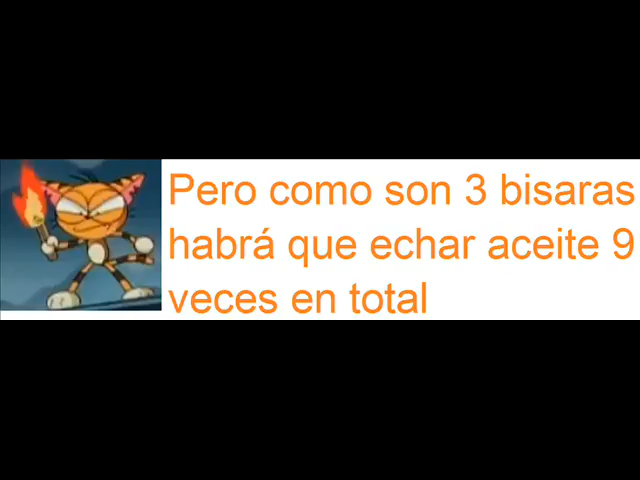 Pero como son 3 bisaras
habrá que echar aceite 9
veces en total